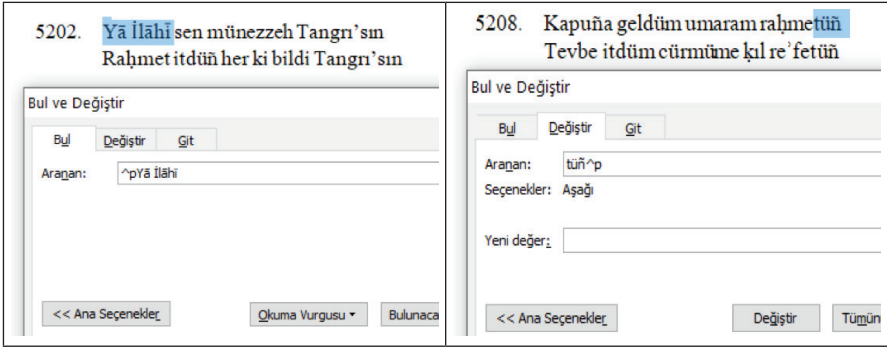 5202. Yā İlāhī sen münezzeh Tangrı’sın
Raḥmet itdüñ her ki bildi Tangrı’sın
Bul ve Değiştir
Bul Değiştir Git
Aranan: ^pYā İlāhī
<< Ana Seçenekler Okuma Vurgusu Bulunaca
5208. Kapuña geldüm umaram raḥmetüñ
Tevbe itdüm cürmüme ḳıl reʾfetüñ
Bul ve Değiştir
Bul Değiştir Git
Aranan: tüñ^p
Seçenekler: Aşağı
Yeni değer:
<< Ana Seçenekler Değiştir Tümün